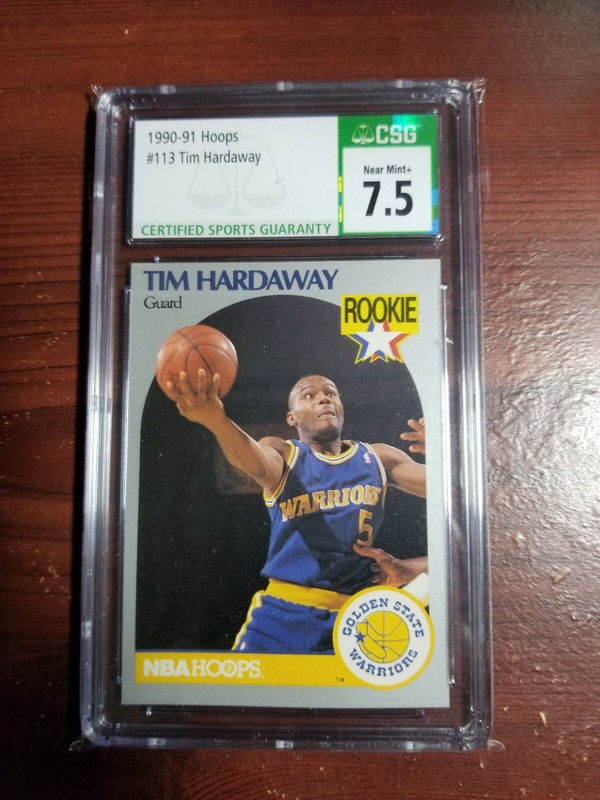 1990-91 Hoops
#113 Tim Hardaway
CERTIFIED SPORTS GUARANTY
CSG
Near Mint+
7.5
TIM HARDAWAY
Guard
ROOKIE
WARRIORS
5
GOLDEN STATE
WARRIORS
NBA HOOPS
TM